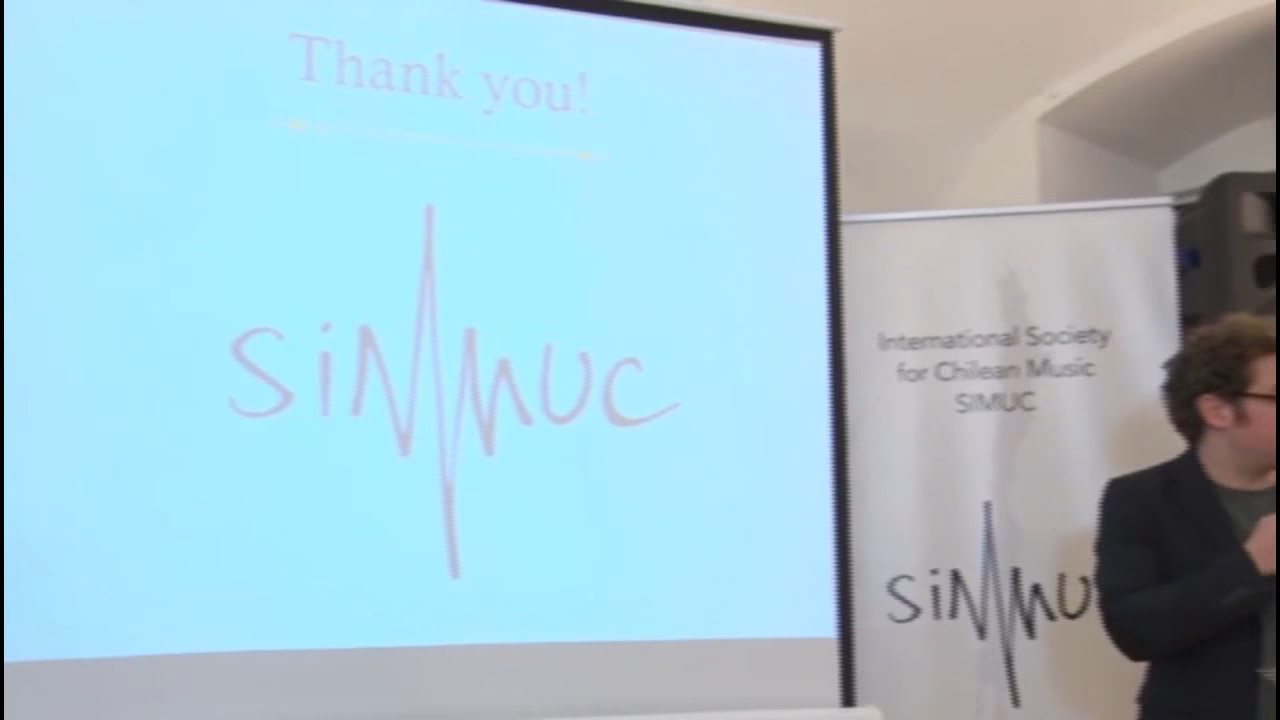 Thank you!
SiMUC
International Society
for Chilean Music
SIMUC
SiMU